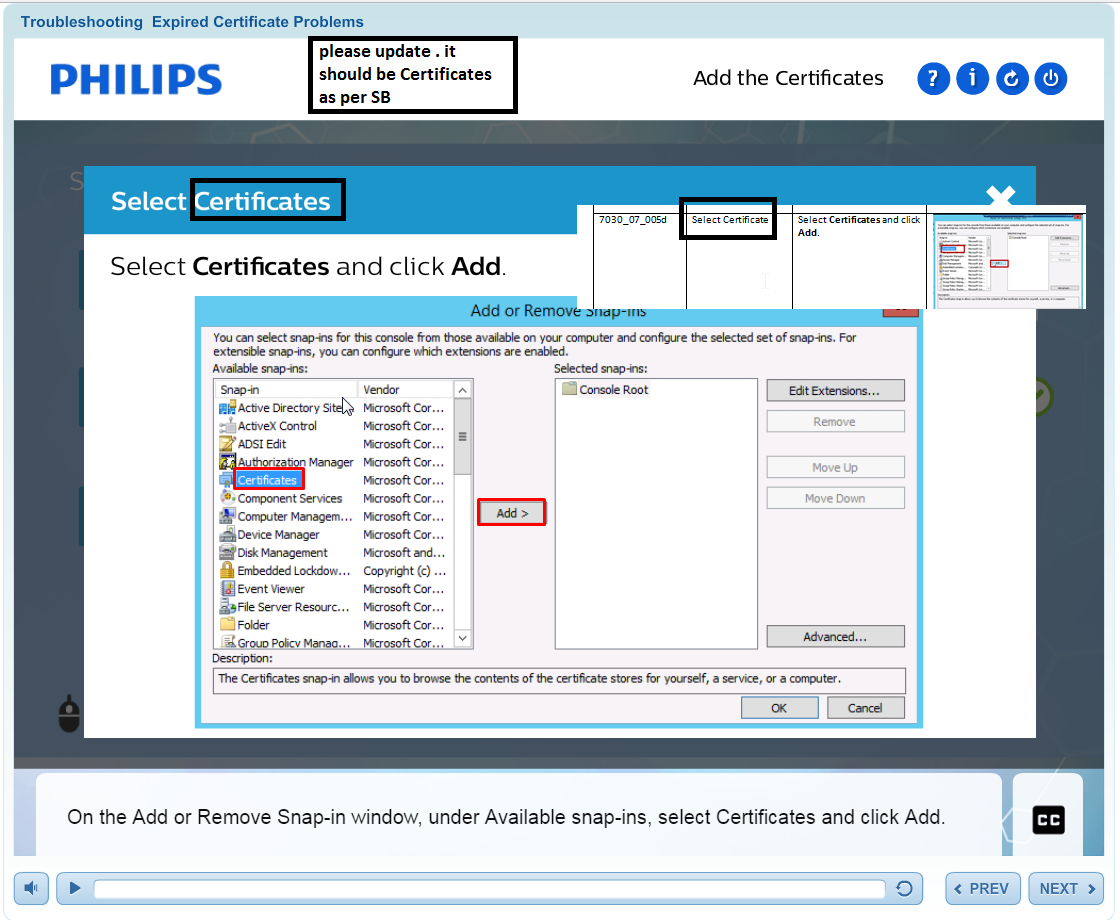 Troubleshooting Expired Certificate Problems
PHILIPS
please update . it
should be Certificates
as per SB
Add the Certificates
?
i
S
Select Certificates
7030_07_005d
Select Certificate
Select Certificates and click
Add.
Select Certificates and click Add.
Add or Remove Snap-ins
You can select snap-ins for this console from those available on your computer and configure the selected set of snap-ins. For
extensible snap-ins, you can configure which extensions are enabled.
Available snap-ins:
Selected snap-ins:
Snap-in Vendor
Active Directory Site Microsoft Cor...
ActiveX Control Microsoft Cor...
ADSI Edit Microsoft Cor...
Authorization Manager Microsoft Cor...
Certificates Microsoft Cor...
Component Services Microsoft Cor...
Computer Managem... Microsoft Cor...
Device Manager Microsoft Cor...
Disk Management Microsoft and...
Embedded Lockdow... Copyright (c) ...
Event Viewer Microsoft Cor...
File Server Resourc... Microsoft Cor...
Folder Microsoft Cor...
Group Policy Manag... Microsoft Cor...
Add >
Console Root
Edit Extensions...
Remove
Move Up
Move Down
Advanced...
Description:
The Certificates snap-in allows you to browse the contents of the certificate stores for yourself, a service, or a computer.
OK
Cancel
On the Add or Remove Snap-in window, under Available snap-ins, select Certificates and click Add.
CC
< PREV
NEXT >